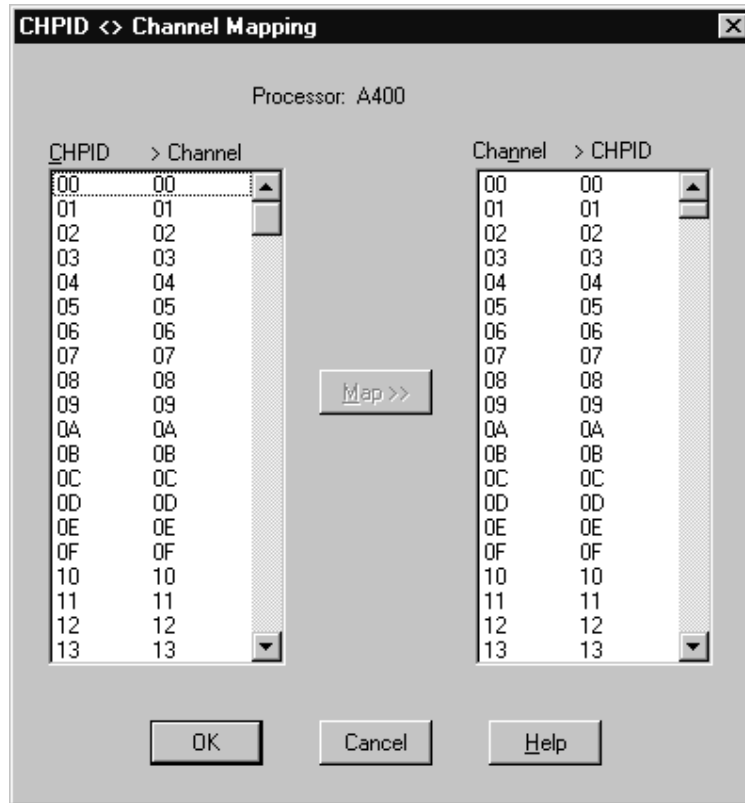 CHPID <> Channel Mapping
Processor: A400
CHPID > Channel
00 00
01 01
02 02
03 03
04 04
05 05
06 06
07 07
08 08
09 09
0A 0A
0B 0B
0C 0C
0D 0D
0E 0E
0F 0F
10 10
11 11
12 12
13 13
Map >>
Channel > CHPID
00 00
01 01
02 02
03 03
04 04
05 05
06 06
07 07
08 08
09 09
0A 0A
0B 0B
0C 0C
0D 0D
0E 0E
0F 0F
10 10
11 11
12 12
13 13
OK Cancel Help